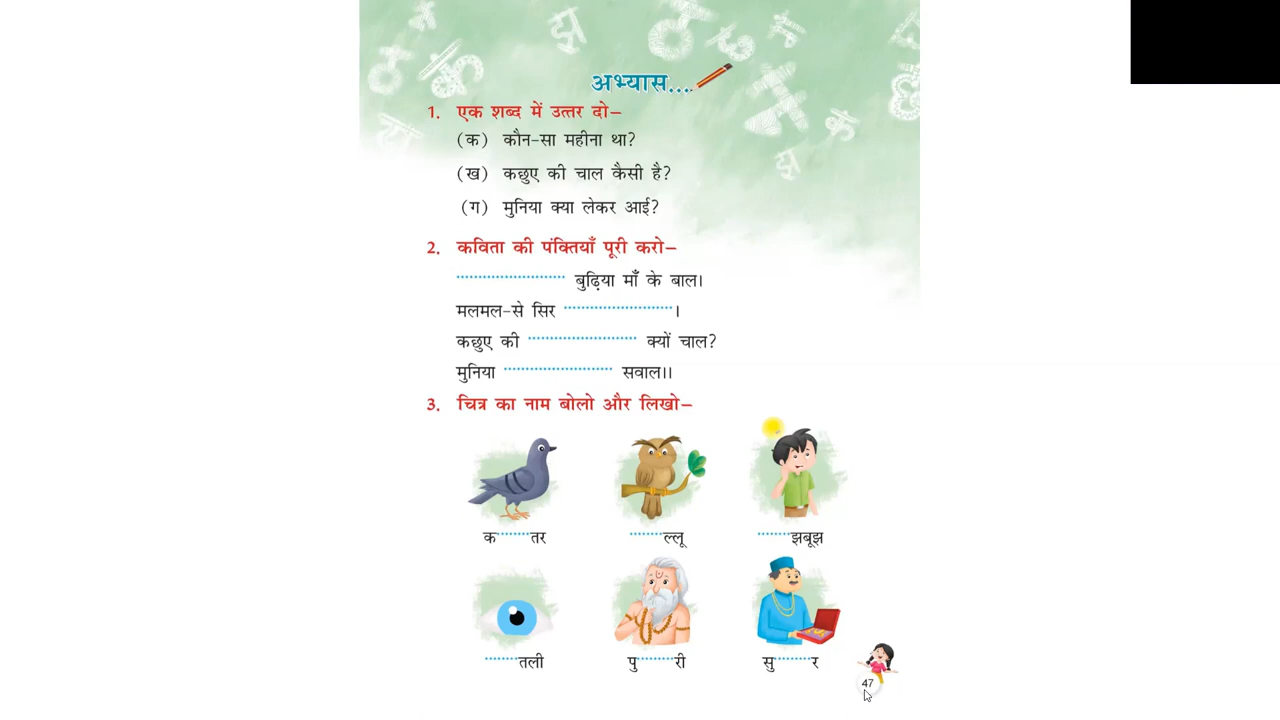 अभ्यास...
1. एक शब्द में उत्तर दो–
(क) कौन-सा महीना था?
(ख) कछुए की चाल कैसी है?
(ग) मुनिया क्या लेकर आई?
2. कविता की पंक्तियाँ पूरी करो–
........................ बुढ़िया माँ के बाल।
मलमल-से सिर ........................ ।
कछुए की ........................ क्यों चाल?
मुनिया ........................ सवाल।।
3. चित्र का नाम बोलो और लिखो–
क........तर ........ल्लू ........झबूझ
........तली पु........री सु........र
47